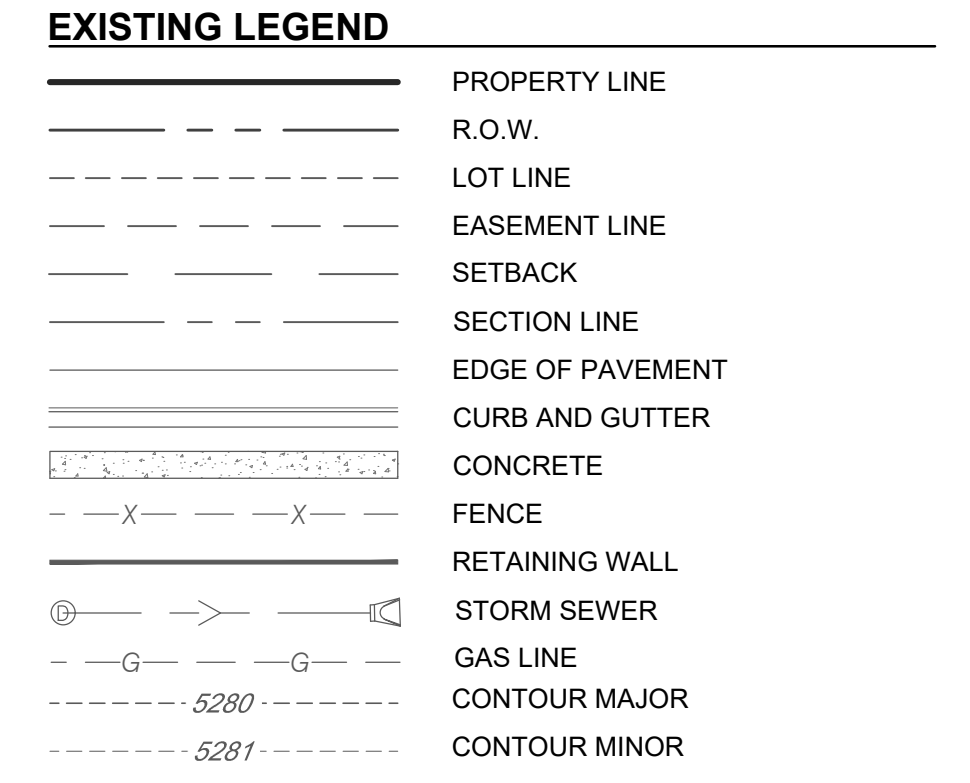 EXISTING LEGEND
PROPERTY LINE
R.O.W.
LOT LINE
EASEMENT LINE
SETBACK
SECTION LINE
EDGE OF PAVEMENT
CURB AND GUTTER
CONCRETE
X X FENCE
RETAINING WALL
D STORM SEWER
G G GAS LINE
5280 CONTOUR MAJOR
5281 CONTOUR MINOR